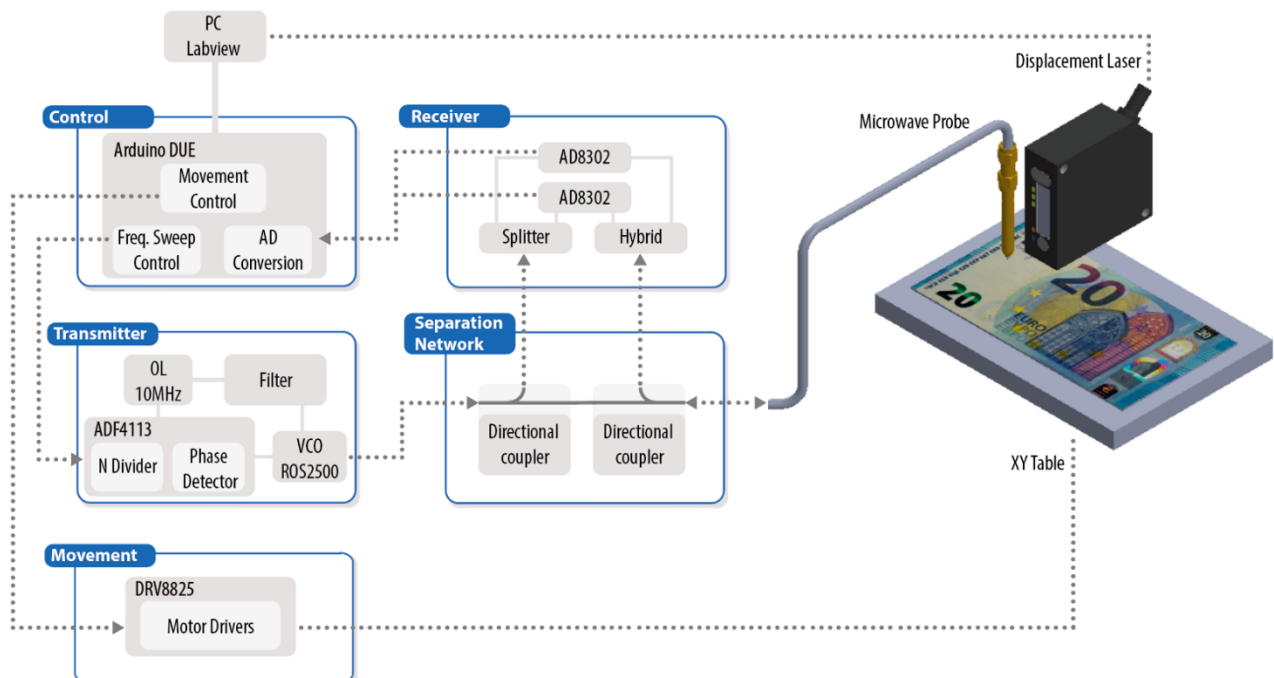 PC
Labview
Displacement Laser
Control
Receiver
Microwave Probe
Arduino DUE
Movement
Control
AD8302
AD8302
Freq. Sweep
Control
AD
Conversion
Splitter
Hybrid
20
20
EURO
Transmitter
Separation
Network
OL
10MHz
Filter
ADF4113
N Divider
Phase
Detector
VCO
ROS2500
Directional
coupler
Directional
coupler
XY Table
Movement
DRV8825
Motor Drivers